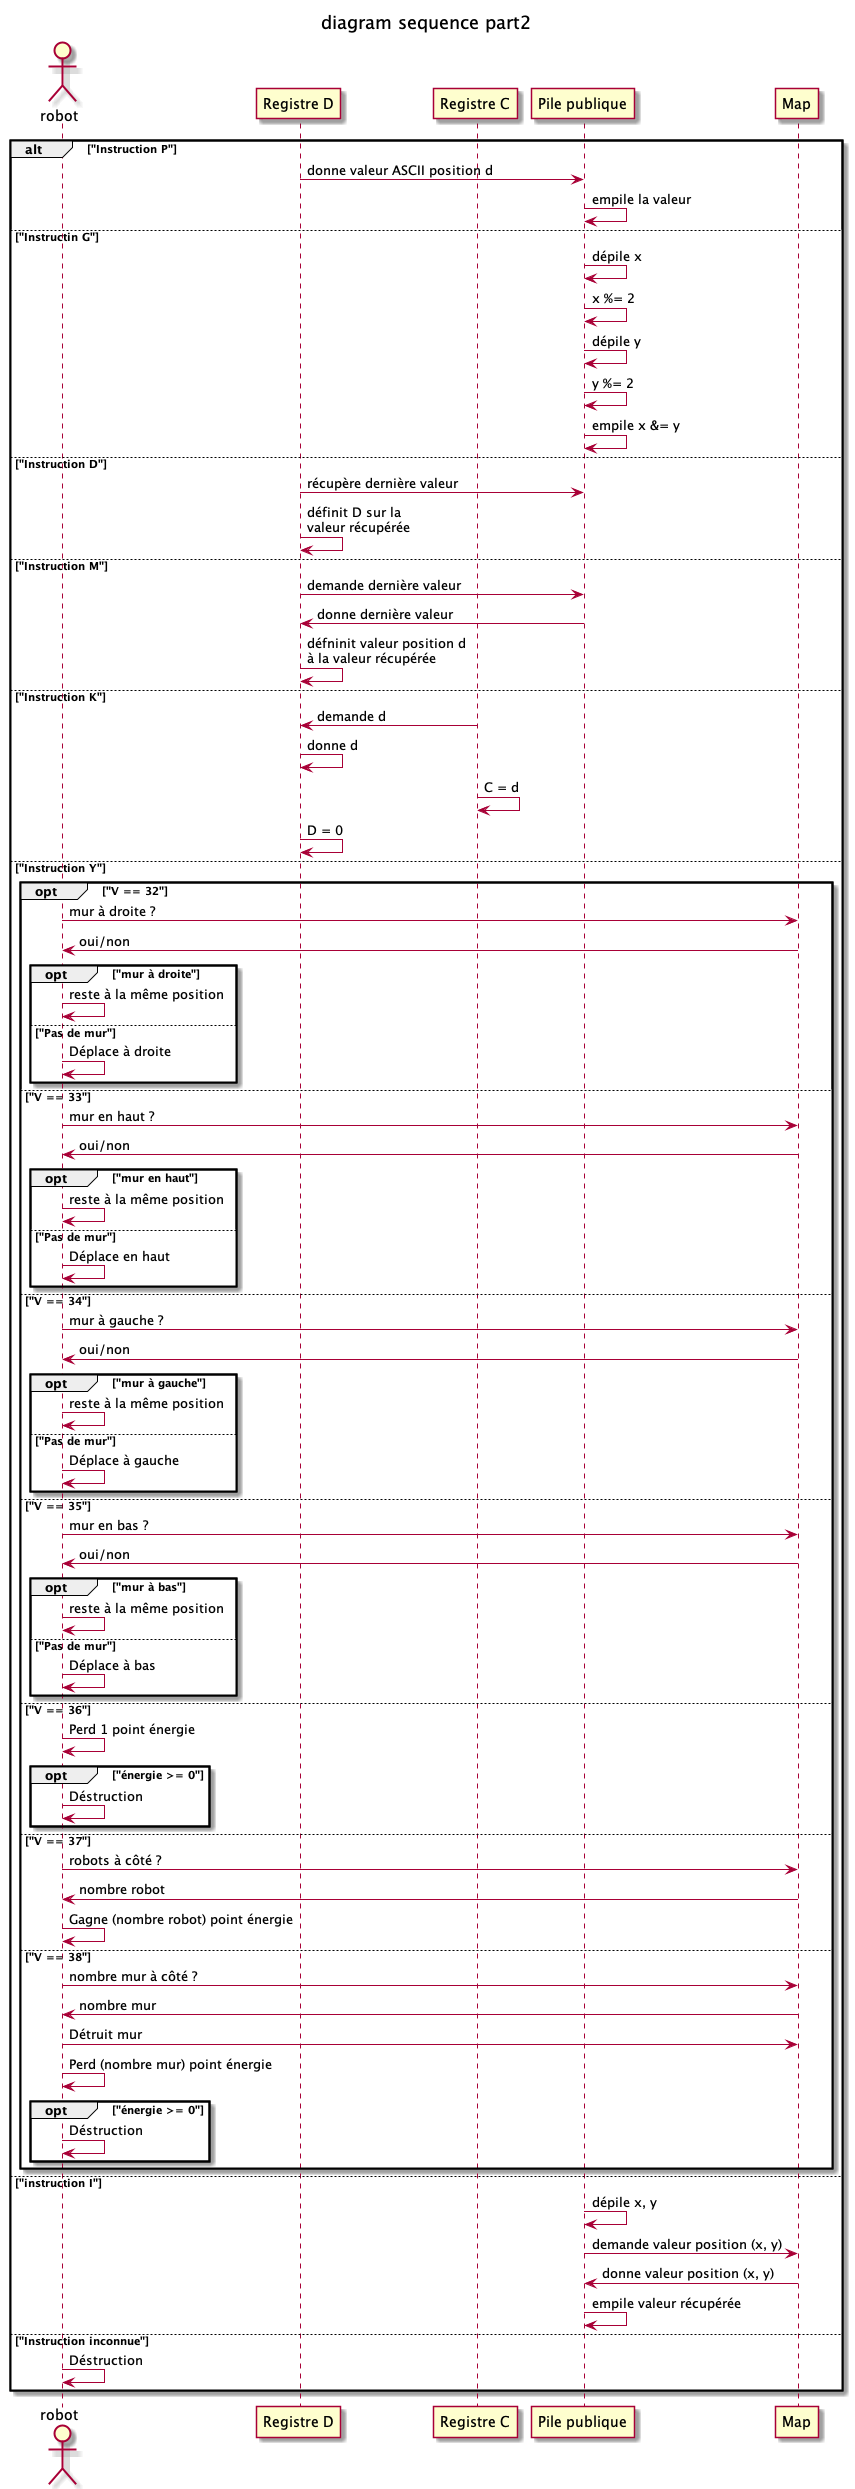 diagram sequence part2
robot
Registre D
Registre C
Pile publique
Map
alt
["Instruction P"]
donne valeur ASCII position d
empile la valeur
["Instructin G"]
dépile x
x %= 2
dépile y
y %= 2
empile x &= y
["Instruction D"]
récupère dernière valeur
définit D sur la
valeur récupérée
["Instruction M"]
demande dernière valeur
donne dernière valeur
défninit valeur position d
à la valeur récupérée
["Instruction K"]
demande d
donne d
C = d
D = 0
["Instruction Y"]
opt
["V == 32"]
mur à droite ?
oui/non
opt
["mur à droite"]
reste à la même position
["Pas de mur"]
Déplace à droite
["V == 33"]
mur en haut ?
oui/non
opt
["mur en haut"]
reste à la même position
["Pas de mur"]
Déplace en haut
["V == 34"]
mur à gauche ?
oui/non
opt
["mur à gauche"]
reste à la même position
["Pas de mur"]
Déplace à gauche
["V == 35"]
mur en bas ?
oui/non
opt
["mur à bas"]
reste à la même position
["Pas de mur"]
Déplace à bas
["V == 36"]
Perd 1 point énergie
opt
["énergie >= 0"]
Déstruction
["V == 37"]
robots à côté ?
nombre robot
Gagne (nombre robot) point énergie
["V == 38"]
nombre mur à côté ?
nombre mur
Détruit mur
Perd (nombre mur) point énergie
opt
["énergie >= 0"]
Déstruction
["instruction I"]
dépile x, y
demande valeur position (x, y)
donne valeur position (x, y)
empile valeur récupérée
["Instruction inconnue"]
Déstruction
robot
Registre D
Registre C
Pile publique
Map